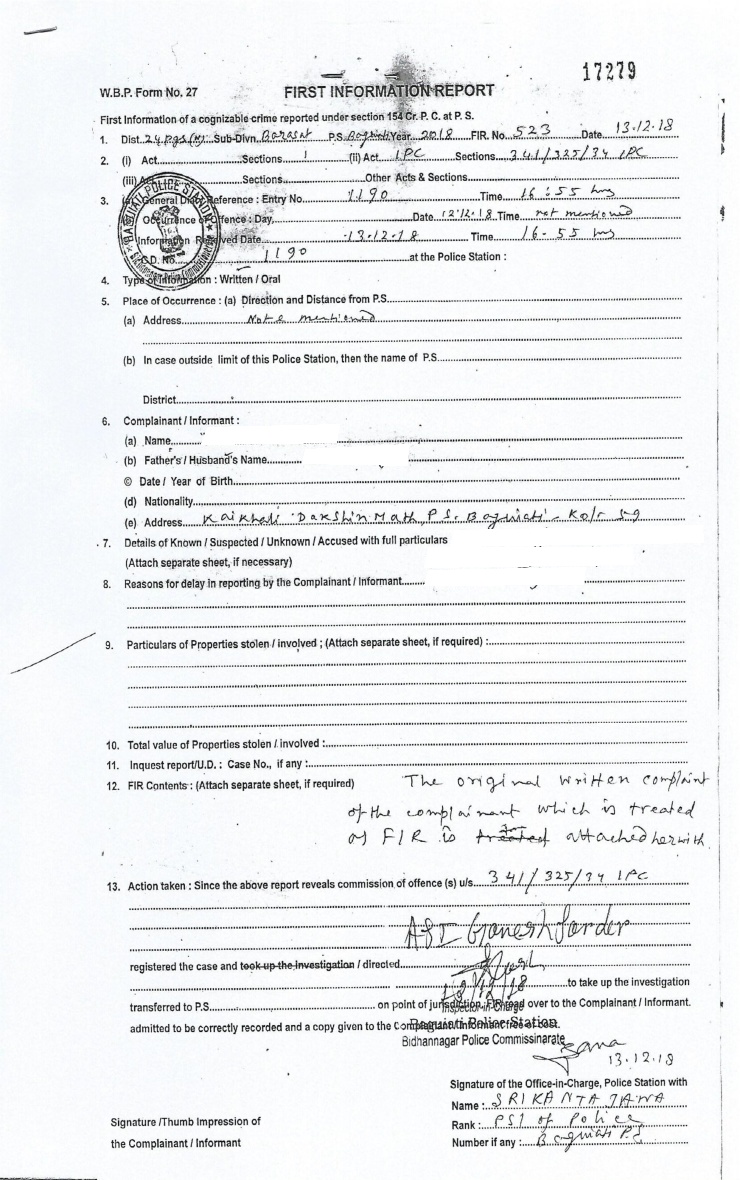 17279
W.B.P. Form No. 27
FIRST INFORMATION REPORT
First Information of a cognizable crime reported under section 154 Cr. P. C. at P. S.
1. Dist. 24 pgs (N) Sub-Divn. Barasat P.S. Baguiati Year 2018 FIR. No. 523 Date 13.12.18
2. (i) Act Sections (ii) Act IPC Sections 341/325/34 IPC
(iii) Act Sections Other Acts & Sections
3. (a) General Diary Reference : Entry No. 1190 Time 16:55 hrs
Occurrence of Offence : Day, Date 12.12.18 Time not mentioned
Information Received Date 13.12.18 Time 16-55 hrs
G.D. No. 1190 at the Police Station :
BAGUIATI POLICE STATION
Bidhannagar Police Commissionerate
4. Type of Information : Written / Oral
5. Place of Occurrence : (a) Direction and Distance from P.S.
(a) Address Note mentioned
(b) In case outside limit of this Police Station, then the name of P.S.
District
6. Complainant / Informant :
(a) Name
(b) Father's / Husband's Name
© Date / Year of Birth
(d) Nationality
(e) Address Kaikhali Dakshin Math, P.S. Baguiati - Kol- 59
7. Details of Known / Suspected / Unknown / Accused with full particulars
(Attach separate sheet, if necessary)
8. Reasons for delay in reporting by the Complainant / Informant
9. Particulars of Properties stolen / involved ; (Attach separate sheet, if required) :
10. Total value of Properties stolen / involved :
11. Inquest report/U.D. : Case No., if any :
12. FIR Contents : (Attach separate sheet, if required) The original written complaint
of the complainant which is treated
as FIR is treated attached herwith
13. Action taken : Since the above report reveals commission of offence (s) u/s. 341/325/34 IPC
ASI Ganesh Sarder
registered the case and took up the investigation / directed
13/12/18 to take up the investigation
Inspector-in-Charge
transferred to P.S. on point of jurisdiction, FIR read over to the Complainant / Informant.
admitted to be correctly recorded and a copy given to the Complainant / Informant free of cost.
Baguiati Police Station
Bidhannagar Police Commissinarate
Jana
13.12.18
Signature of the Office-in-Charge, Police Station with
Name : SRIKANTA JANA
Signature /Thumb Impression of
Rank : PSI of Police
the Complainant / Informant
Number if any : Baguiati P.S